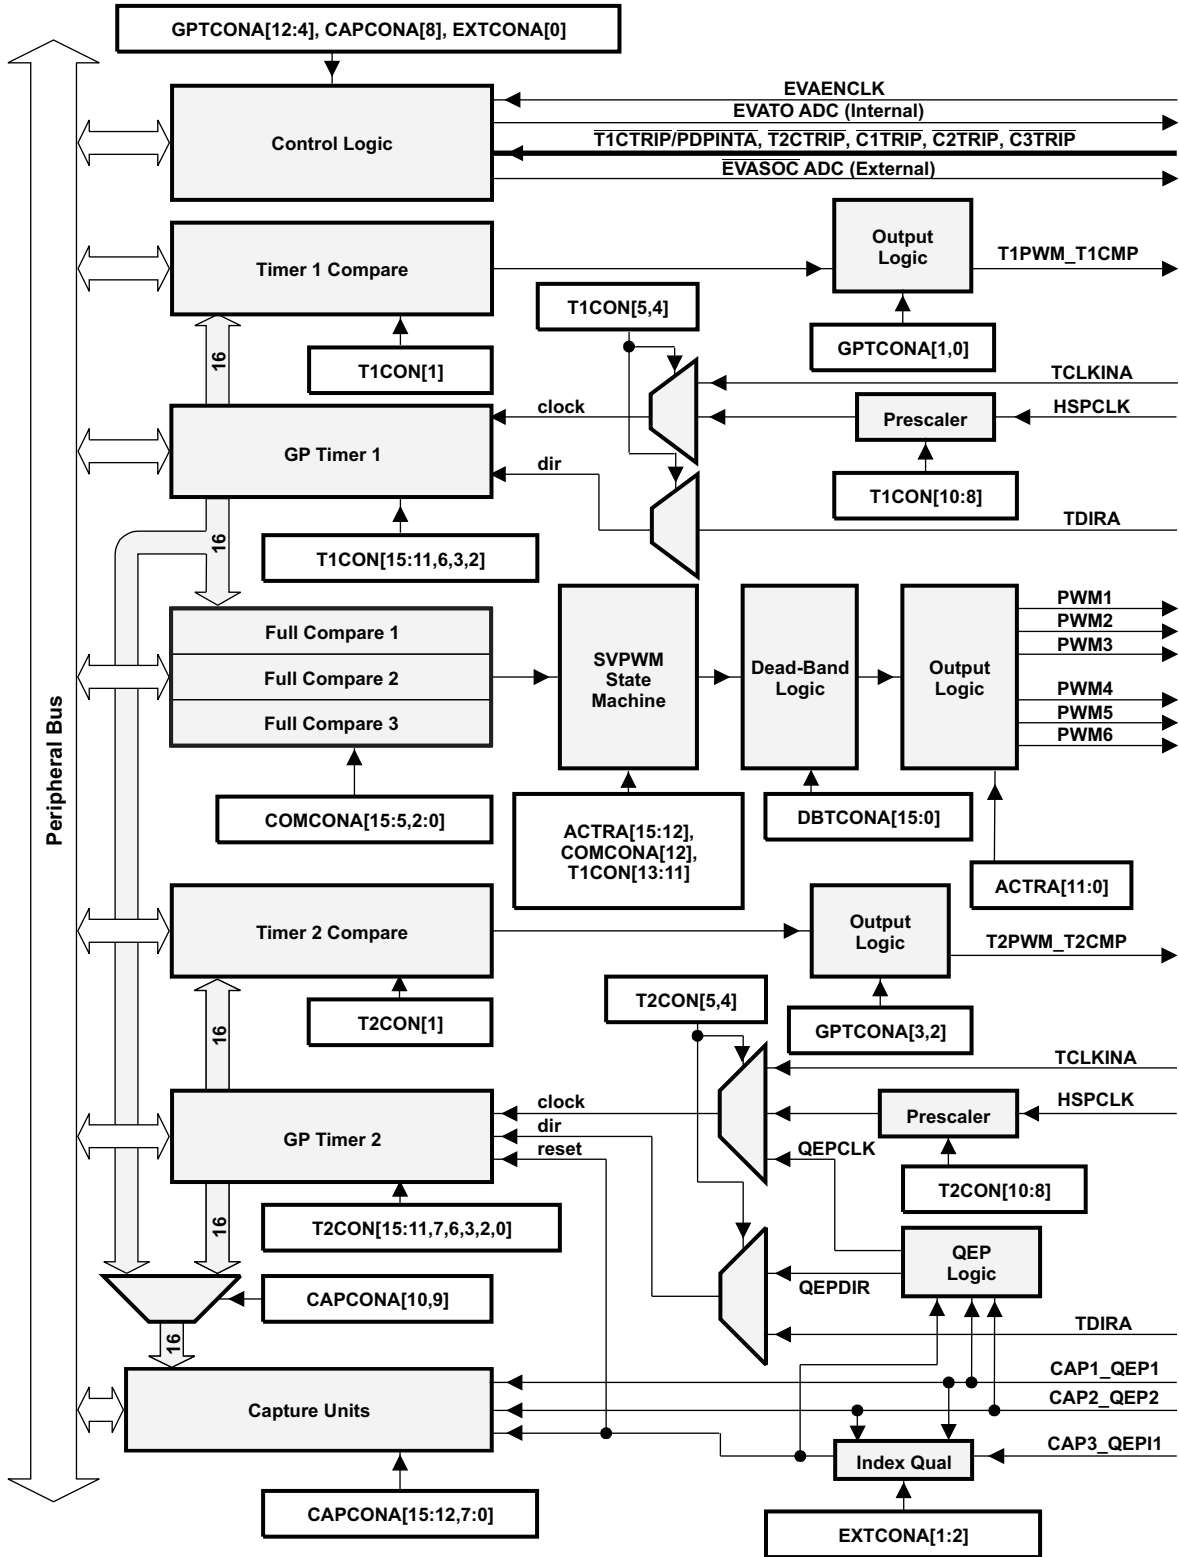 GPTCONA[12:4], CAPCONA[8], EXTCONA[0]
Control Logic
EVAENCLK
EVATO ADC (Internal)
T1CTRIP/PDPINTA, T2CTRIP, C1TRIP, C2TRIP, C3TRIP
EVASOC ADC (External)
Timer 1 Compare
Output
Logic
T1PWM_T1CMP
T1CON[5,4]
GPTCONA[1,0]
16
T1CON[1]
TCLKINA
clock
Prescaler
HSPCLK
GP Timer 1
dir
T1CON[10:8]
TDIRA
16
T1CON[15:11,6,3,2]
Full Compare 1
Full Compare 2
Full Compare 3
SVPWM
State
Machine
Dead-Band
Logic
Output
Logic
PWM1
PWM2
PWM3
PWM4
PWM5
PWM6
Peripheral Bus
COMCONA[15:5,2:0]
ACTRA[15:12],
COMCONA[12],
T1CON[13:11]
DBTCONA[15:0]
ACTRA[11:0]
Timer 2 Compare
Output
Logic
T2PWM_T2CMP
T2CON[5,4]
16
T2CON[1]
GPTCONA[3,2]
TCLKINA
clock
Prescaler
HSPCLK
GP Timer 2
dir
reset
QEPCLK
T2CON[10:8]
16
T2CON[15:11,7,6,3,2,0]
QEP
Logic
QEPDIR
CAPCONA[10,9]
TDIRA
16
Capture Units
CAP1_QEP1
CAP2_QEP2
Index Qual
CAP3_QEPI1
CAPCONA[15:12,7:0]
EXTCONA[1:2]